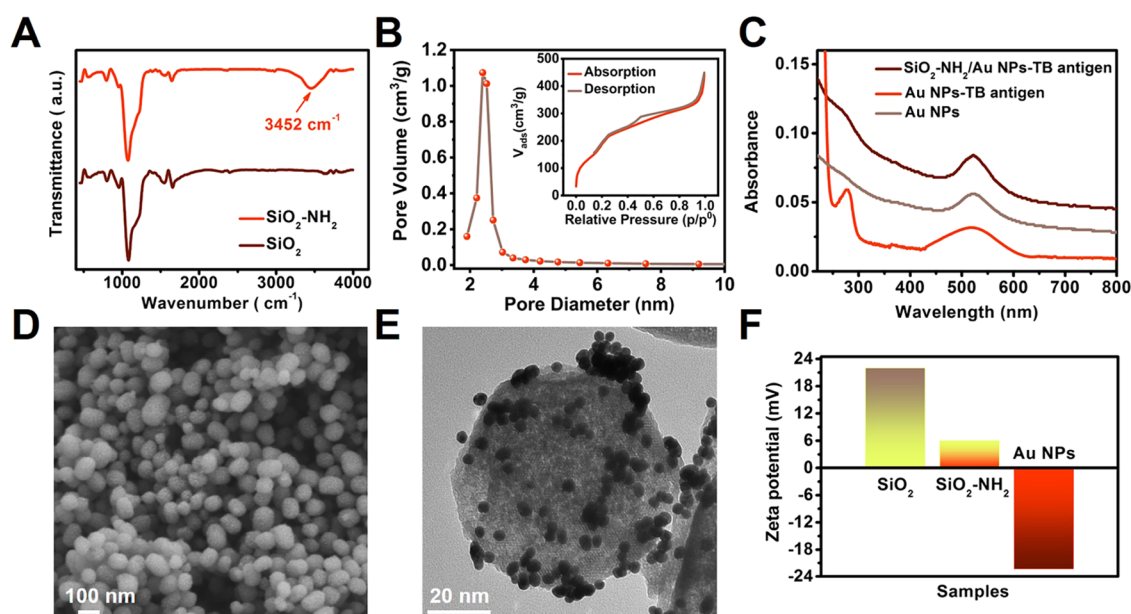 A
Transmittance ( a.u.)
3452 cm⁻¹
SiO₂-NH₂
SiO₂
1000 2000 3000 4000
Wavenumber ( cm⁻¹)
B
Pore Volume (cm³/g)
1.2
1.0
0.8
0.6
0.4
0.2
0.0
2 4 6 8 10
Pore Diameter (nm)
V_ads(cm³/g)
500
400
300
200
100
0
Absorption
Desorption
0.0 0.2 0.4 0.6 0.8 1.0
Relative Pressure (p/p⁰)
C
Absorbance
0.15
0.10
0.05
0.00
SiO₂-NH₂/Au NPs-TB antigen
Au NPs-TB antigen
Au NPs
300 400 500 600 700 800
Wavelength (nm)
D
100 nm
E
20 nm
F
Zeta potential (mV)
24
18
12
6
0
-6
-12
-18
-24
SiO₂
SiO₂-NH₂
Au NPs
Samples